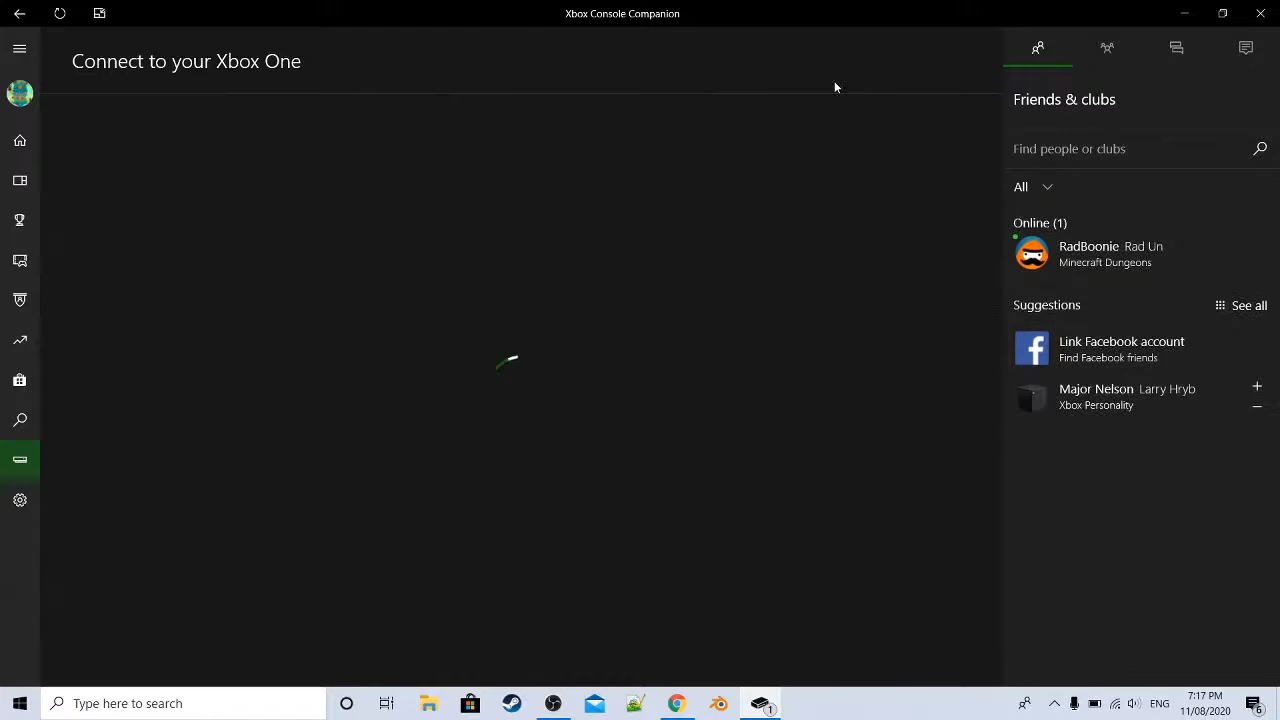 Xbox Console Companion
Connect to your Xbox One
Friends & clubs
Find people or clubs
All
Online (1)
RadBoonie Rad Un
Minecraft Dungeons
Suggestions
See all
Link Facebook account
Find Facebook friends
Major Nelson Larry Hryb
Xbox Personality
Type here to search
1
ENG
7:17 PM
11/08/2020
6